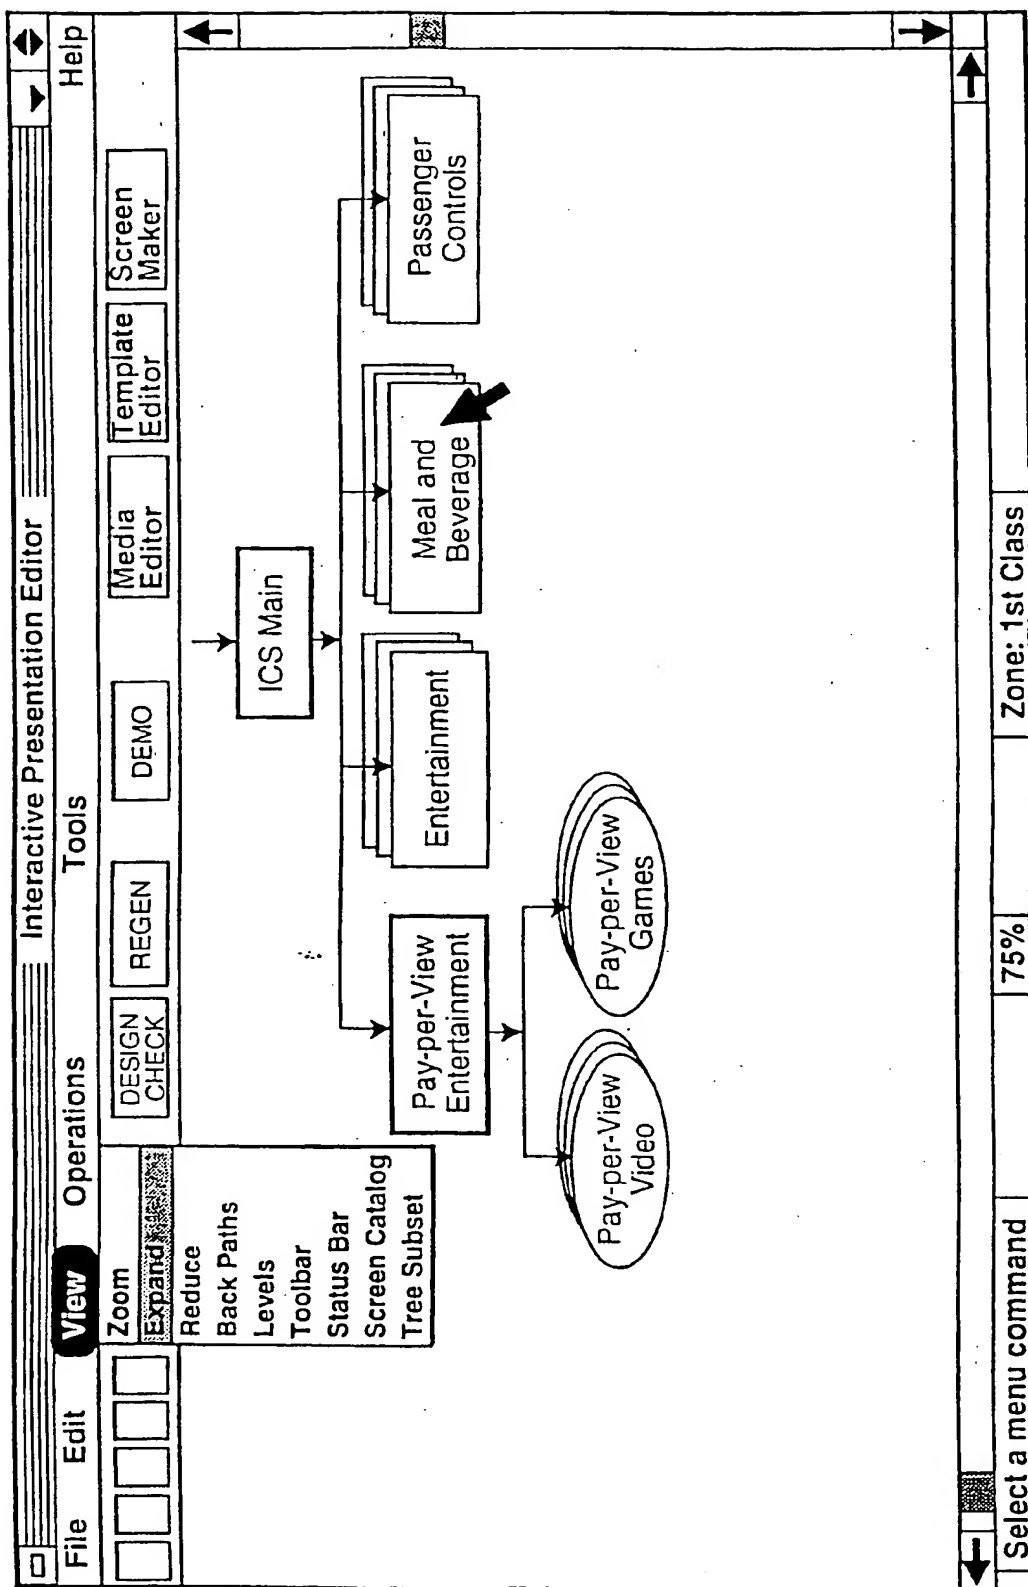 Interactive Presentation Editor
File Edit View Operations Tools Help
DESIGN
CHECK
REGEN
DEMO
Media
Editor
Template
Editor
Screen
Maker
Zoom
Expand
Reduce
Back Paths
Levels
Toolbar
Status Bar
Screen Catalog
Tree Subset
ICS Main
Pay-per-View
Entertainment
Entertainment
Meal and
Beverage
Passenger
Controls
Pay-per-View
Video
Pay-per-View
Games
Select a menu command
75%
Zone: 1st Class